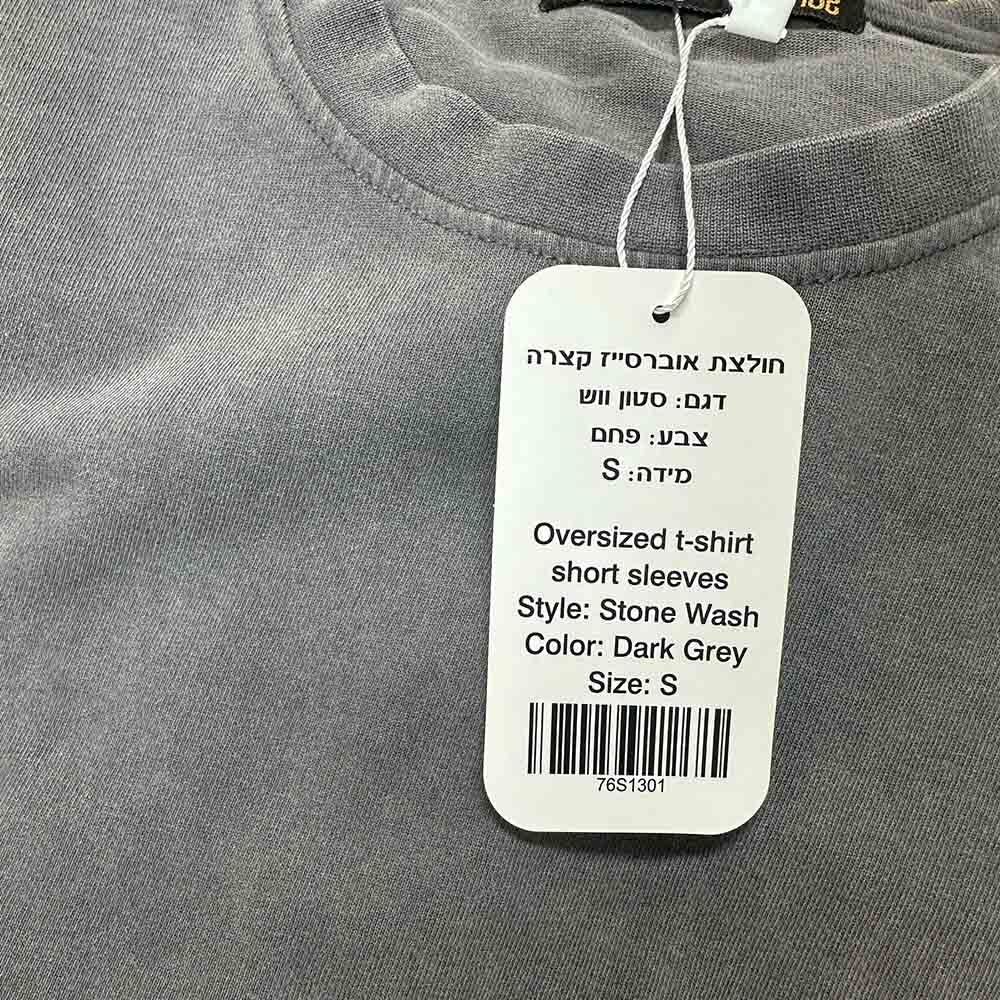 חולצת אוברסייז קצרה
דגם: סטון ווש
צבע: פחם
מידה: S
Oversized t-shirt
short sleeves
Style: Stone Wash
Color: Dark Grey
Size: S
76S1301